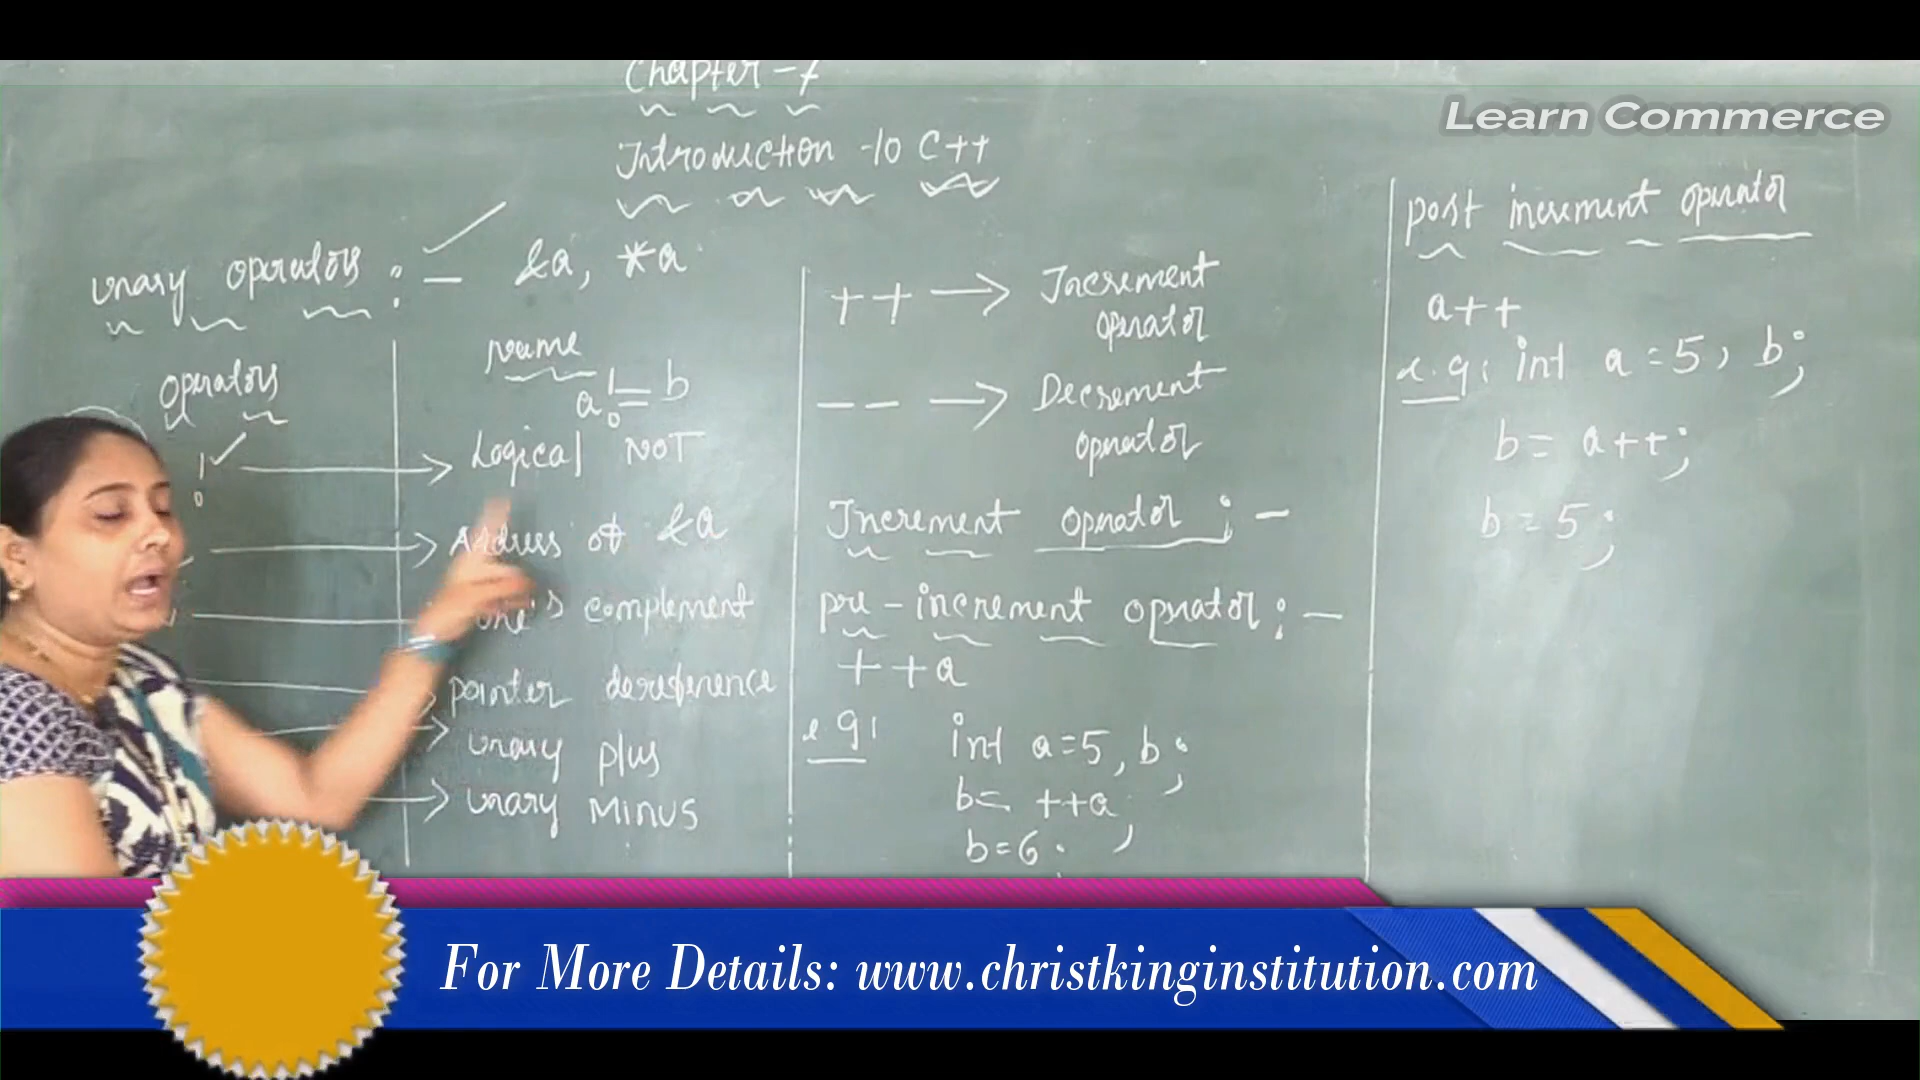 Chapter - 7
Introduction to C++
Learn Commerce
unary operators : - &a, *a
operators
Name
a != b
! Logical NOT
Address of &a
one's complement
pointer dereference
unary plus
unary MINUS
++ → Increment
operator
-- → Decrement
operator
Increment operator : -
pre - increment operator : -
++a
e.g: int a=5, b;
b= ++a;
b=6;
post increment operator
a++
e.g: int a=5, b;
b= a++;
b=5;
For More Details: www.christkinginstitution.com